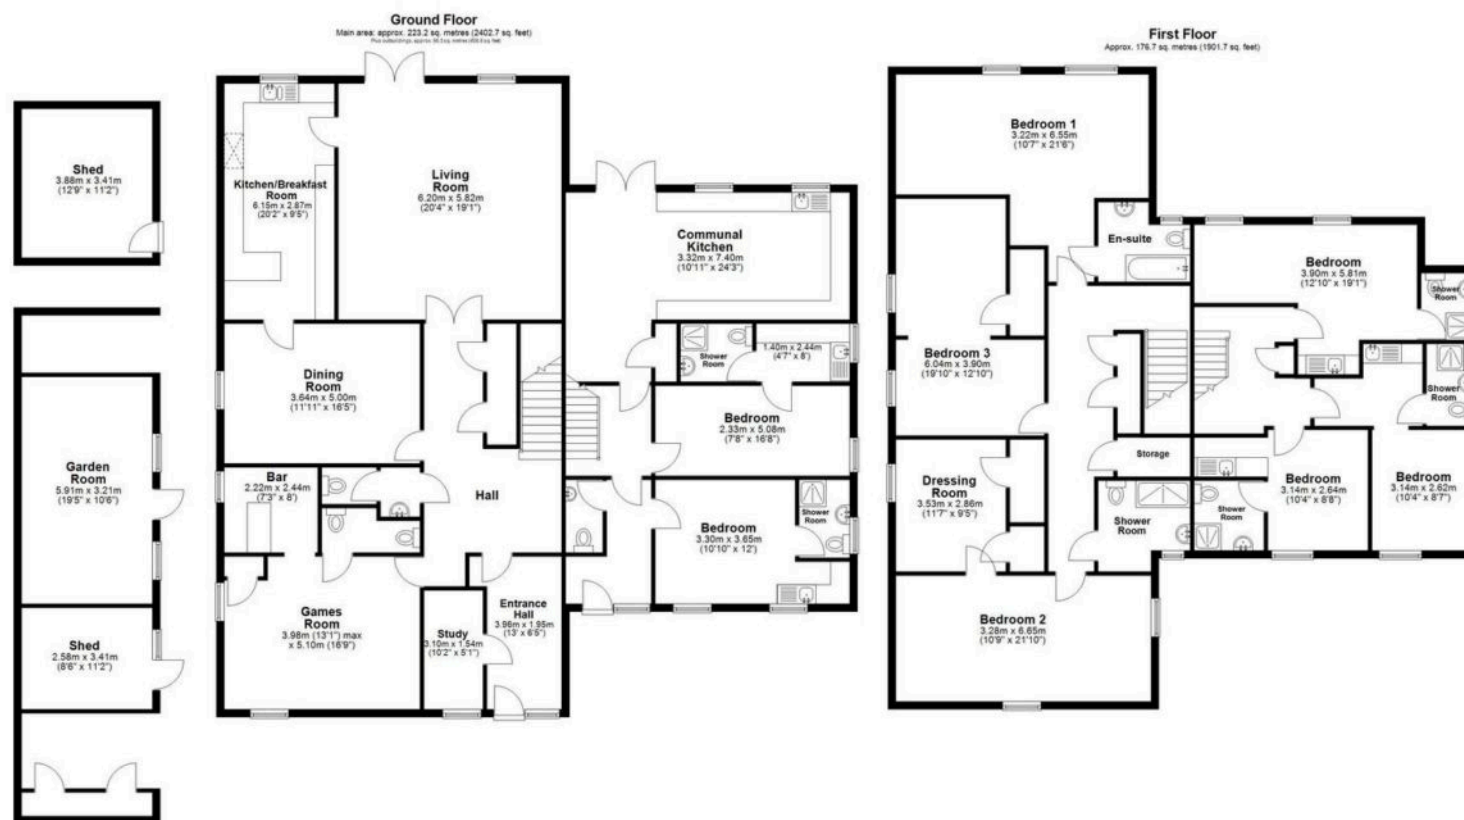 Ground Floor
Main area: approx. 223.2 sq. metres (2402.7 sq. feet)
Shed
3.88m x 3.41m
(12'9" x 11'2")
Kitchen/Breakfast
Room
6.15m x 2.87m
(20'2" x 9'5")
Living
Room
6.20m x 5.82m
(20'4" x 19'1")
Communal
Kitchen
3.32m x 7.40m
(10'11" x 24'3")
Dining
Room
3.64m x 5.00m
(11'11" x 16'5")
Shower
Room
1.40m x 2.44m
(4'7" x 8')
Bedroom
2.33m x 5.08m
(7'8" x 16'8")
Garden
Room
5.91m x 3.21m
(19'5" x 10'6")
Bar
2.22m x 2.44m
(7'3" x 8')
Hall
Bedroom
3.30m x 3.65m
(10'10" x 12')
Shower
Room
Games
Room
3.98m (13'1") max
x 5.10m (16'9")
Study
3.10m x 1.54m
(10'2" x 5'1")
Entrance
Hall
3.96m x 1.95m
(13' x 6'5")
Shed
2.58m x 3.41m
(8'6" x 11'2")
First Floor
Approx. 176.7 sq. metres (1901.7 sq. feet)
Bedroom 1
3.22m x 6.55m
(10'7" x 21'6")
En-suite
Bedroom
3.90m x 5.81m
(12'10" x 19'1")
Shower
Room
Bedroom 3
6.04m x 3.90m
(19'10" x 12'10")
Shower
Room
Storage
Dressing
Room
3.53m x 2.86m
(11'7" x 9'5")
Shower
Room
Shower
Room
Bedroom
3.14m x 2.64m
(10'4" x 8'8")
Bedroom
3.14m x 2.62m
(10'4" x 8'7")
Bedroom 2
3.28m x 6.65m
(10'9" x 21'10")